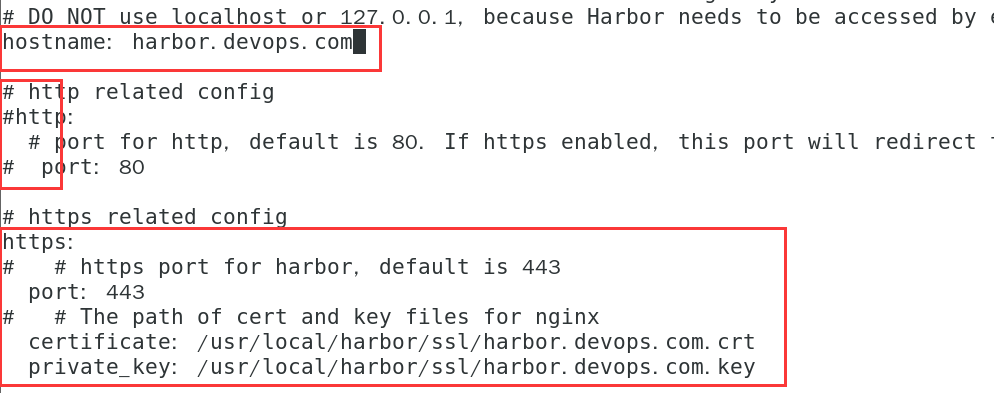 # DO NOT use localhost or 127.0.0.1, because Harbor needs to be accessed by
hostname: harbor.devops.com
# http related config
#http:
  # port for http, default is 80. If https enabled, this port will redirect
#  port: 80
# https related config
https:
#   # https port for harbor, default is 443
  port: 443
#   # The path of cert and key files for nginx
  certificate: /usr/local/harbor/ssl/harbor.devops.com.crt
  private_key: /usr/local/harbor/ssl/harbor.devops.com.key